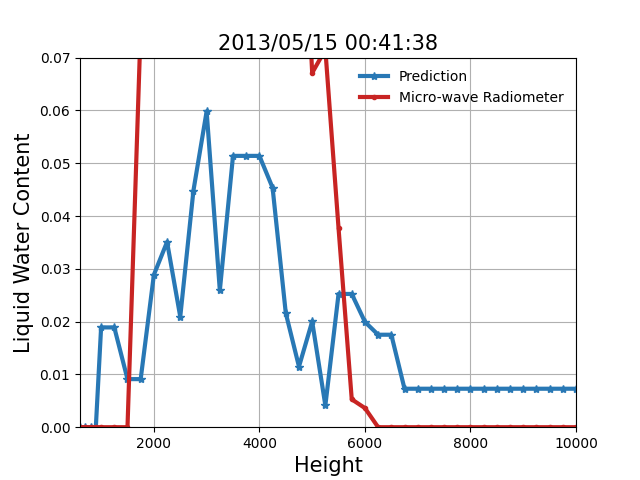 2013/05/15 00:41:38
0.07
0.06
0.05
0.04
0.03
0.02
0.01
0.00
Liquid Water Content
Prediction
Micro-wave Radiometer
2000 4000 6000 8000 10000
Height